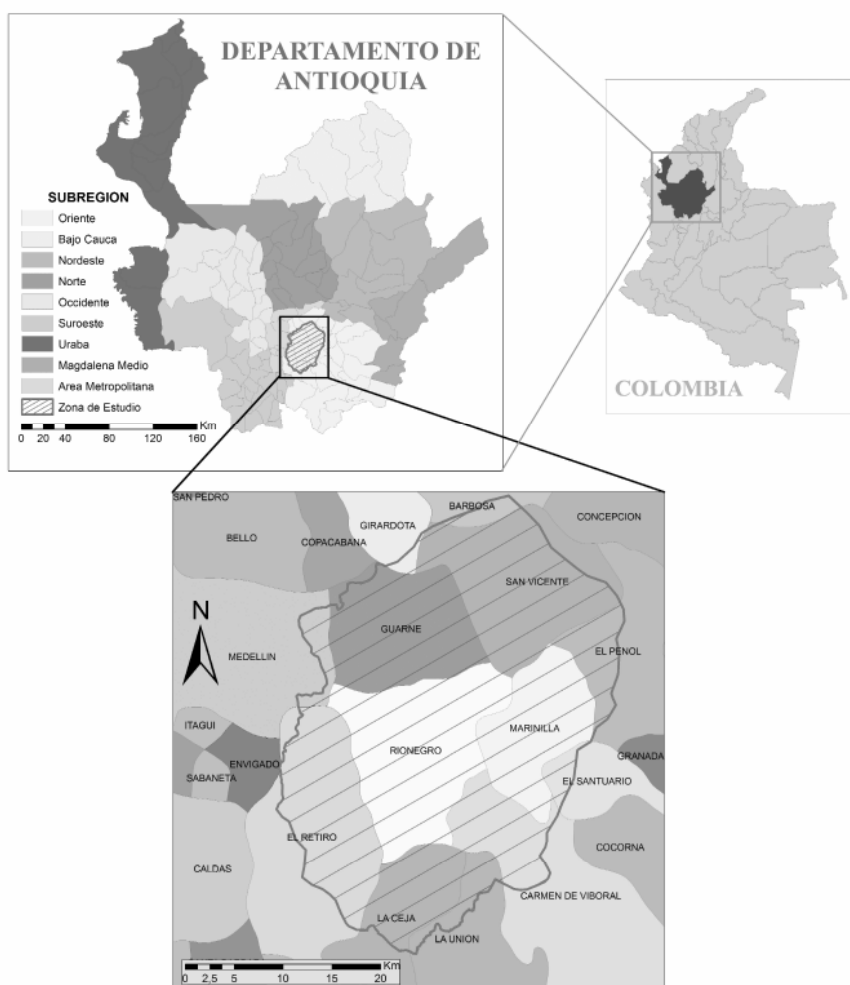 DEPARTAMENTO DE
ANTIOQUIA
SUBREGION
Oriente
Bajo Cauca
Nordeste
Norte
Occidente
Suroeste
Uraba
Magdalena Medio
Area Metropolitana
Zona de Estudio
Km
0 20 40 80 120 160
COLOMBIA
SAN PEDRO
BARBOSA
CONCEPCION
GIRARDOTA
BELLO
COPACABANA
SAN VICENTE
N
GUARNE
EL PENOL
MEDELLIN
ITAGUI
MARINILLA
RIONEGRO
GRANADA
ENVIGADO
SABANETA
EL SANTUARIO
EL RETIRO
COCORNA
CALDAS
CARMEN DE VIBORAL
LA CEJA
LA UNION
Km
0 2,5 5 10 15 20